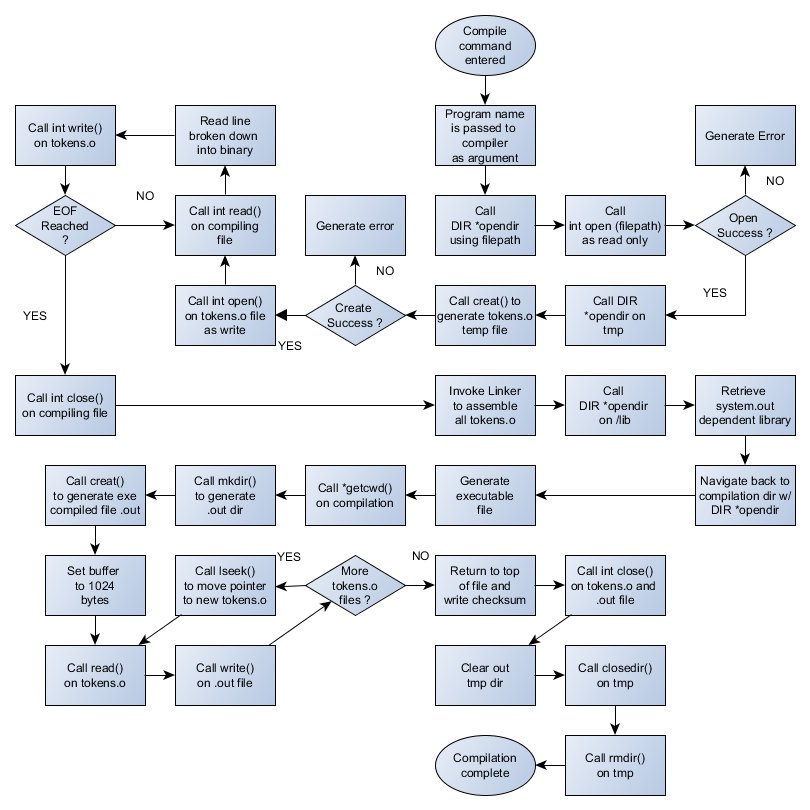 Compile
command
entered
Program name
is passed to
compiler
as argument
Call
DIR *opendir
using filepath
Call
int open (filepath)
as read only
Open
Success ?
NO
Generate Error
YES
Call DIR
*opendir on
tmp
Call creat() to
generate tokens.o
temp file
Create
Success ?
NO
Generate error
YES
Call int open()
on tokens.o file
as write
Call int read()
on compiling
file
Read line
broken down
into binary
Call int write()
on tokens.o
EOF
Reached
?
NO
YES
Call int close()
on compiling file
Invoke Linker
to assemble
all tokens.o
Call
DIR *opendir
on /lib
Retrieve
system.out
dependent library
Navigate back to
compilation dir w/
DIR *opendir
Generate
executable
file
Call *getcwd()
on compilation
Call mkdir()
to generate
.out dir
Call creat()
to generate exe
compiled file .out
Set buffer
to 1024
bytes
Call read()
on tokens.o
Call write()
on .out file
More
tokens.o
files ?
YES
Call lseek()
to move pointer
to new tokens.o
NO
Return to top
of file and
write checksum
Call int close()
on tokens.o and
.out file
Clear out
tmp dir
Call closedir()
on tmp
Call rmdir()
on tmp
Compilation
complete